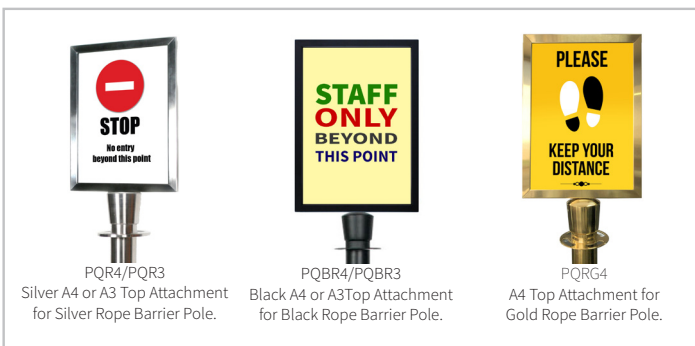 STOP
No entry
beyond this point
PQR4/PQR3
Silver A4 or A3 Top Attachment
for Silver Rope Barrier Pole.
STAFF
ONLY
BEYOND
THIS POINT
PQBR4/PQBR3
Black A4 or A3Top Attachment
for Black Rope Barrier Pole.
PLEASE
KEEP YOUR
DISTANCE
PQRG4
A4 Top Attachment for
Gold Rope Barrier Pole.